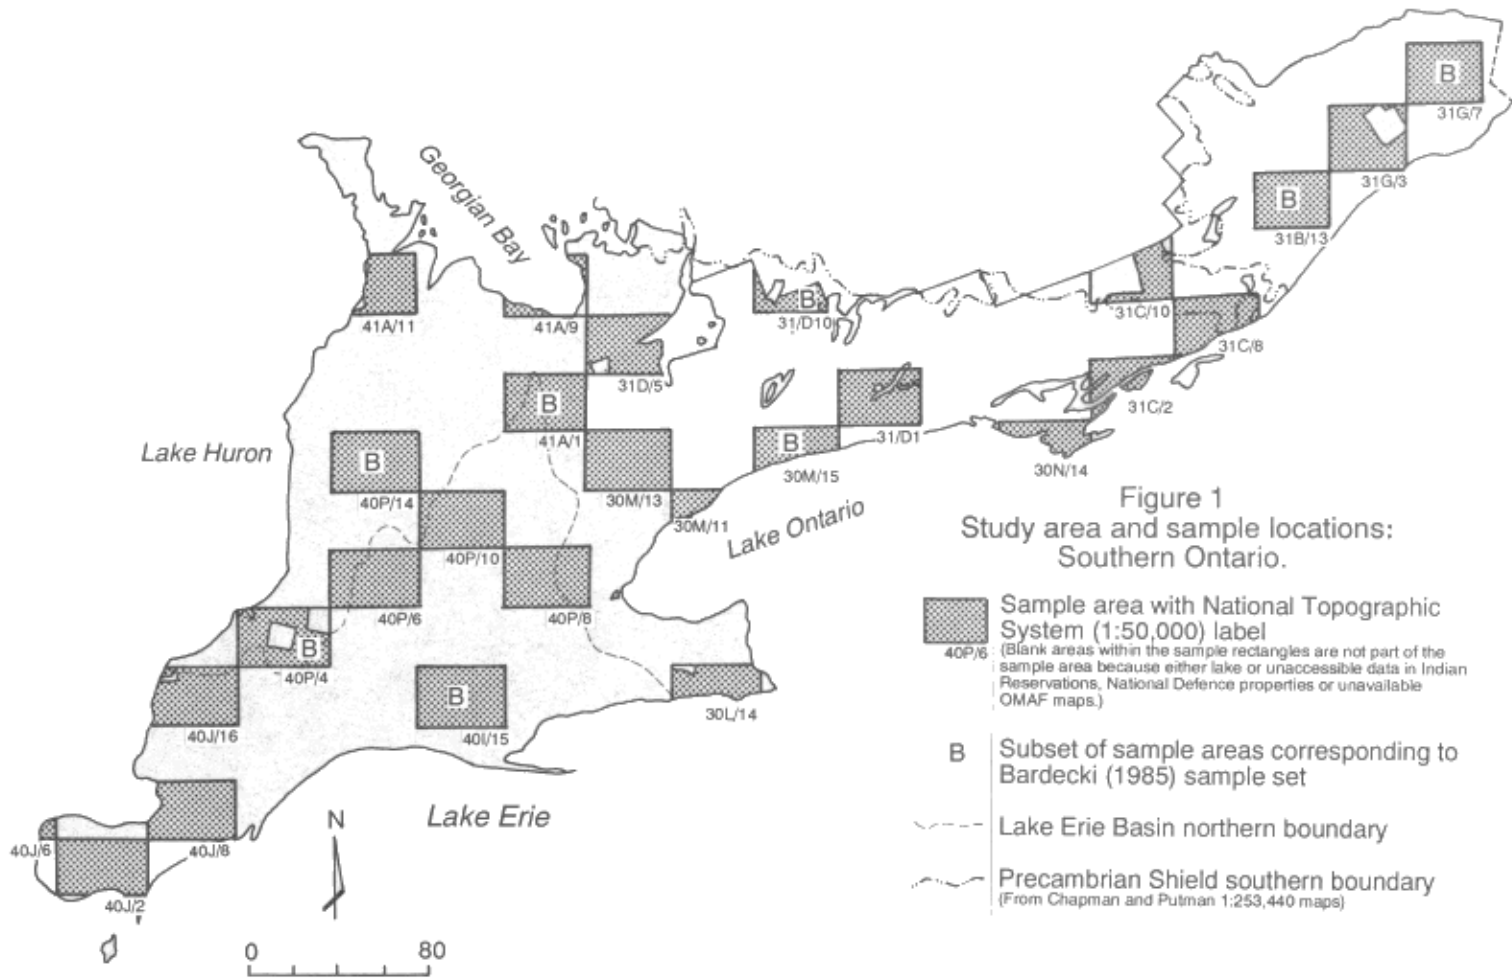 B
31G/7
31G/3
B
31B/13
Georgian Bay
41A/11
41A/9
B
31/D10
31C/10
31C/8
31D/5
B
41A/1
31/D1
31C/2
Lake Huron
B
40P/14
30M/13
B
30M/15
30N/14
30M/11
Lake Ontario
40P/10
40P/6
40P/8
B
40P/4
40J/16
B
40I/15
30L/14
Lake Erie
40J/6
40J/8
40J/2
N
0 80
Figure 1
Study area and sample locations:
Southern Ontario.
Sample area with National Topographic
System (1:50,000) label
40P/6
(Blank areas within the sample rectangles are not part of the
sample area because either lake or unaccessible data in Indian
Reservations, National Defence properties or unavailable
OMAF maps.)
B Subset of sample areas corresponding to
Bardecki (1985) sample set
Lake Erie Basin northern boundary
Precambrian Shield southern boundary
(From Chapman and Putman 1:253,440 maps)